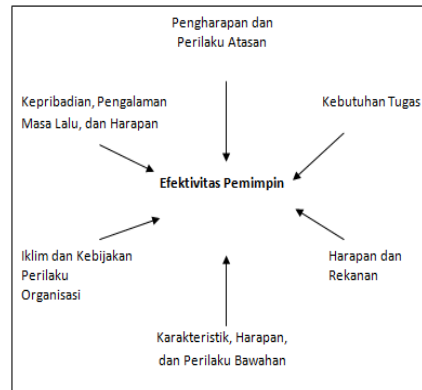 Pengharapan dan
Perilaku Atasan
Kepribadian, Pengalaman
Masa Lalu, dan Harapan
Kebutuhan Tugas
Efektivitas Pemimpin
Iklim dan Kebijakan
Perilaku
Organisasi
Harapan dan
Rekanan
Karakteristik, Harapan,
dan Perilaku Bawahan